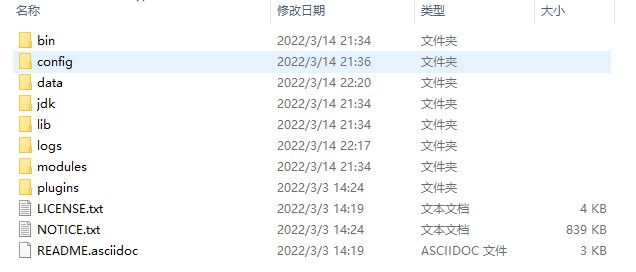 名称 修改日期 类型 大小
bin 2022/3/14 21:34 文件夹
config 2022/3/14 21:36 文件夹
data 2022/3/14 22:20 文件夹
jdk 2022/3/14 21:34 文件夹
lib 2022/3/14 21:34 文件夹
logs 2022/3/14 22:17 文件夹
modules 2022/3/14 21:34 文件夹
plugins 2022/3/3 14:24 文件夹
LICENSE.txt 2022/3/3 14:19 文本文档 4 KB
NOTICE.txt 2022/3/3 14:24 文本文档 839 KB
README.asciidoc 2022/3/3 14:19 ASCIIDOC 文件 3 KB